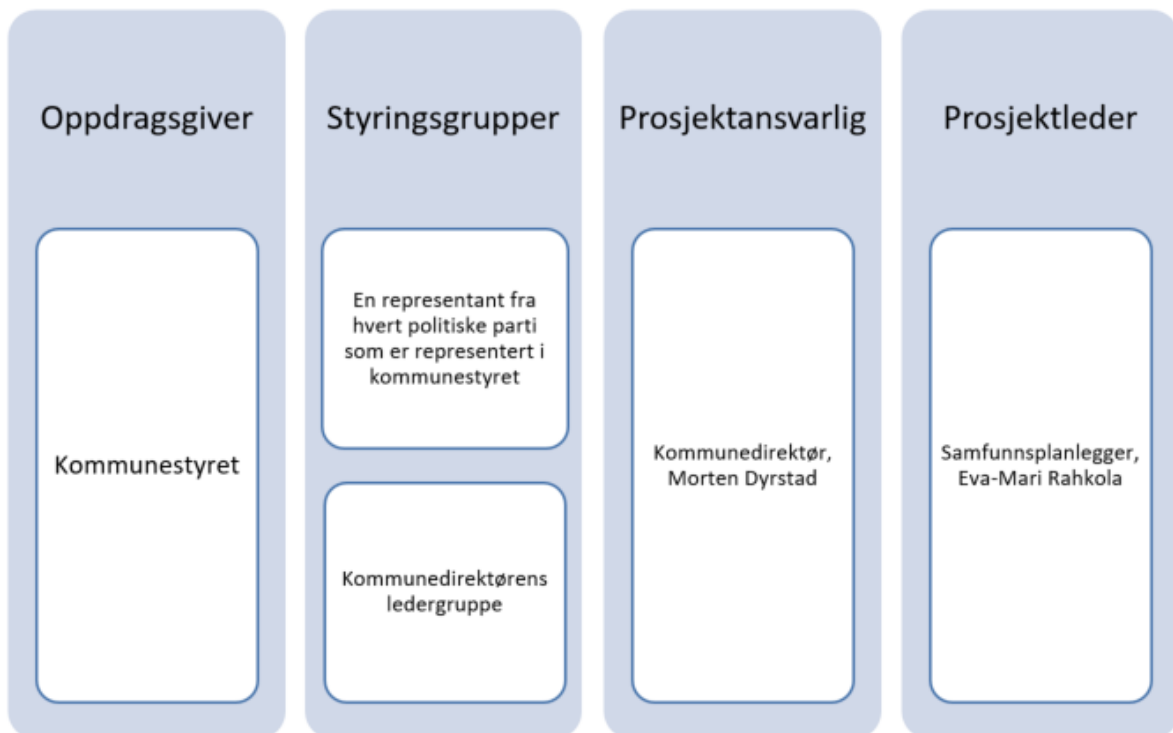 Oppdragsgiver
Kommunestyret
Styringsgrupper
En representant fra
hvert politiske parti
som er representert i
kommunestyret
Kommunedirektørens
ledergruppe
Prosjektansvarlig
Kommunedirektør,
Morten Dyrstad
Prosjektleder
Samfunnsplanlegger,
Eva-Mari Rahkola